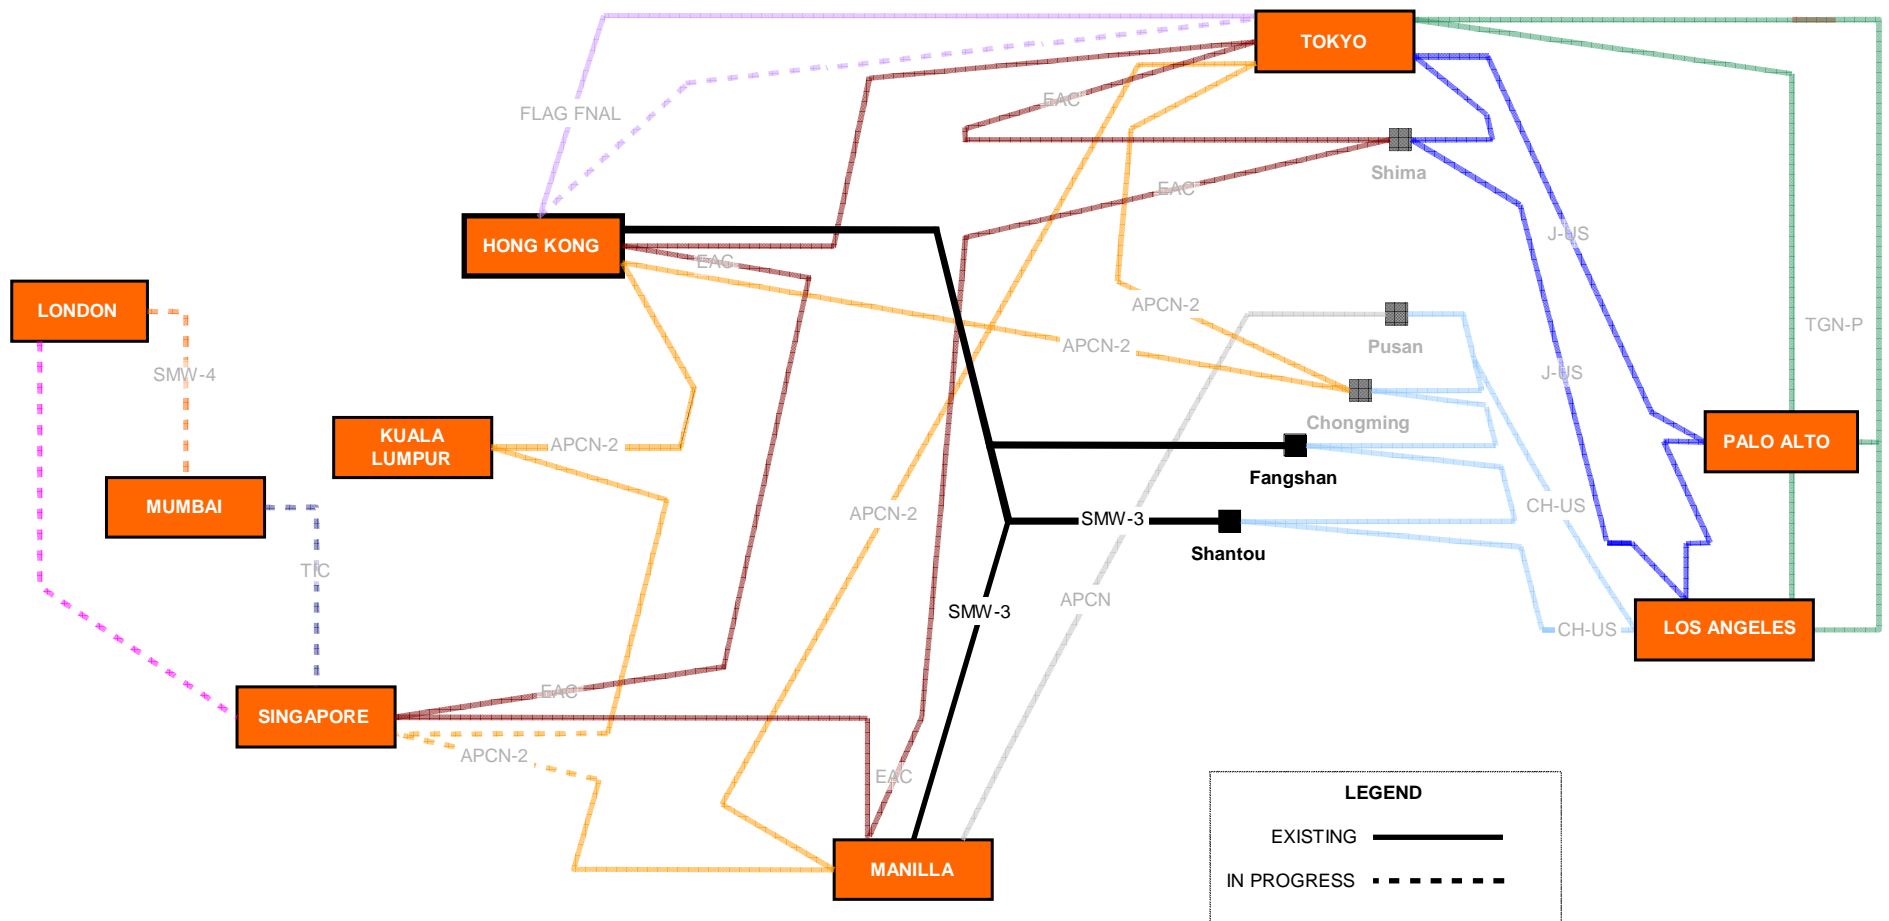 TOKYO
FLAG FNAL
EAC
Shima
EAC
HONG KONG
J-US
EAC
LONDON
APCN-2
TGN-P
APCN-2
Pusan
SMW-4
J-US
KUALA
LUMPUR
APCN-2
Chongming
PALO ALTO
Fangshan
MUMBAI
APCN-2
SMW-3
CH-US
Shantou
TIC
APCN
SMW-3
CH-US
LOS ANGELES
EAC
SINGAPORE
APCN-2
EAC
LEGEND
EXISTING
MANILLA
IN PROGRESS